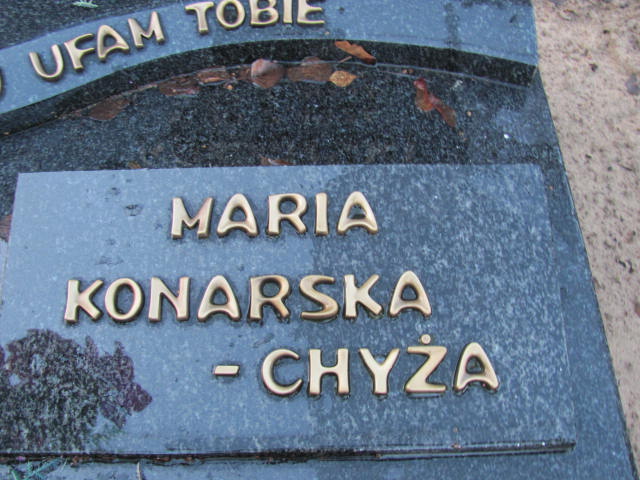 UFAM TOBIE
MARIA
KONARSKA
-CHYŻA